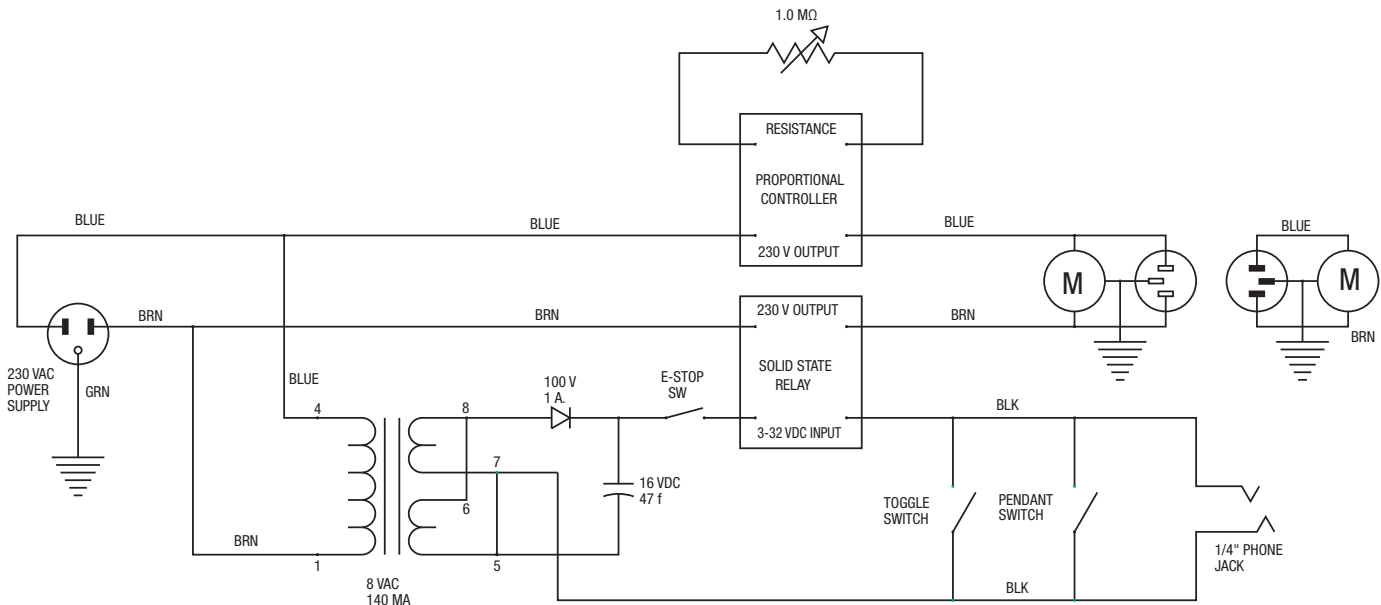 1.0 MΩ
RESISTANCE
PROPORTIONAL
CONTROLLER
230 V OUTPUT
BLUE
BLUE
BLUE
BLUE
M
M
230 V OUTPUT
SOLID STATE
RELAY
3-32 VDC INPUT
BRN
BRN
BRN
BRN
230 VAC
POWER
SUPPLY
GRN
BLUE
4
1
BRN
8 VAC
140 MA
8
7
6
5
100 V
1 A.
E-STOP
SW
16 VDC
47 f
BLK
TOGGLE
SWITCH
PENDANT
SWITCH
1/4" PHONE
JACK
BLK